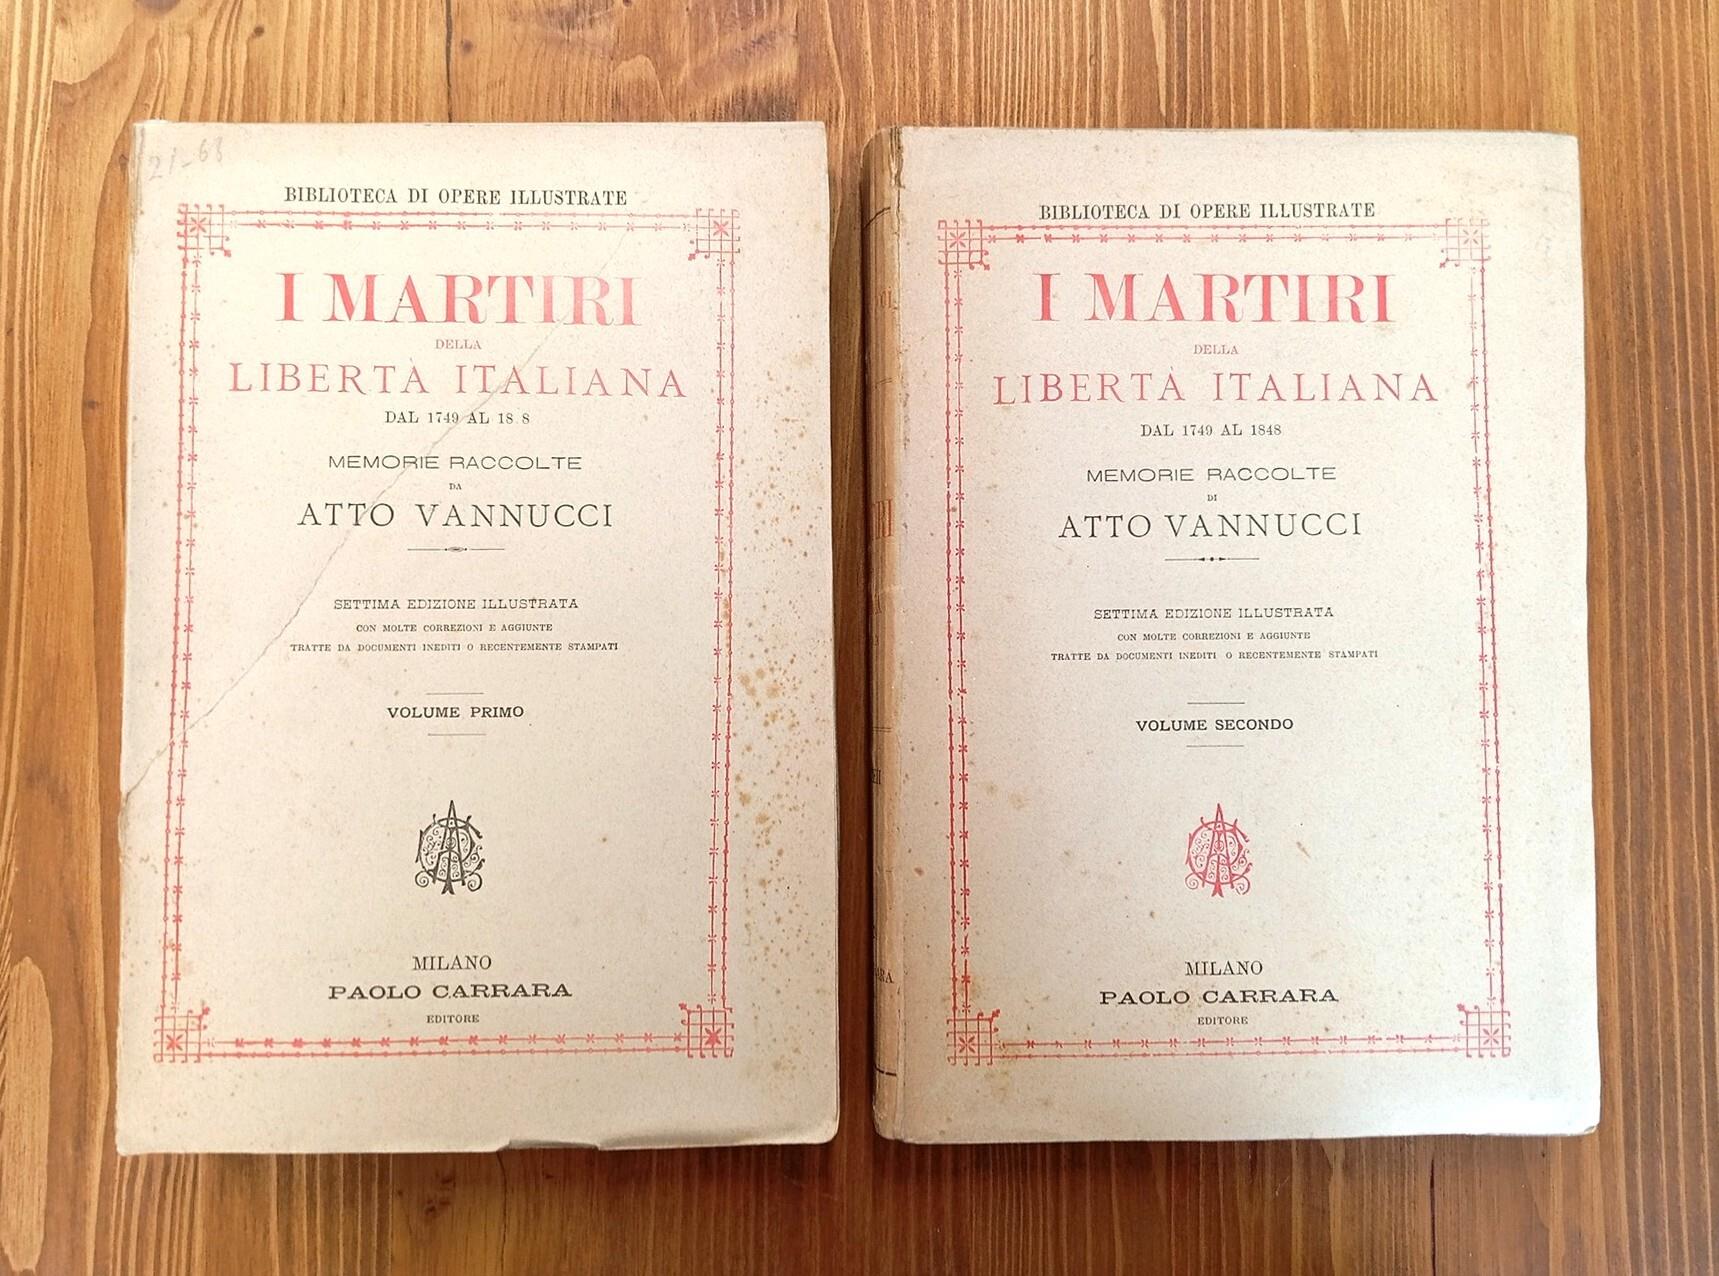 21-68
BIBLIOTECA DI OPERE ILLUSTRATE
I MARTIRI
DELLA
LIBERTÀ ITALIANA
DAL 1749 AL 18 8
MEMORIE RACCOLTE
DA
ATTO VANNUCCI
SETTIMA EDIZIONE ILLUSTRATA
CON MOLTE CORREZIONI E AGGIUNTE
TRATTE DA DOCUMENTI INEDITI O RECENTEMENTE STAMPATI
VOLUME PRIMO
MILANO
PAOLO CARRARA
EDITORE
BIBLIOTECA DI OPERE ILLUSTRATE
I MARTIRI
DELLA
LIBERTÀ ITALIANA
DAL 1749 AL 1848
MEMORIE RACCOLTE
DI
ATTO VANNUCCI
SETTIMA EDIZIONE ILLUSTRATA
CON MOLTE CORREZIONI E AGGIUNTE
TRATTE DA DOCUMENTI INEDITI O RECENTEMENTE STAMPATI
VOLUME SECONDO
MILANO
PAOLO CARRARA
EDITORE